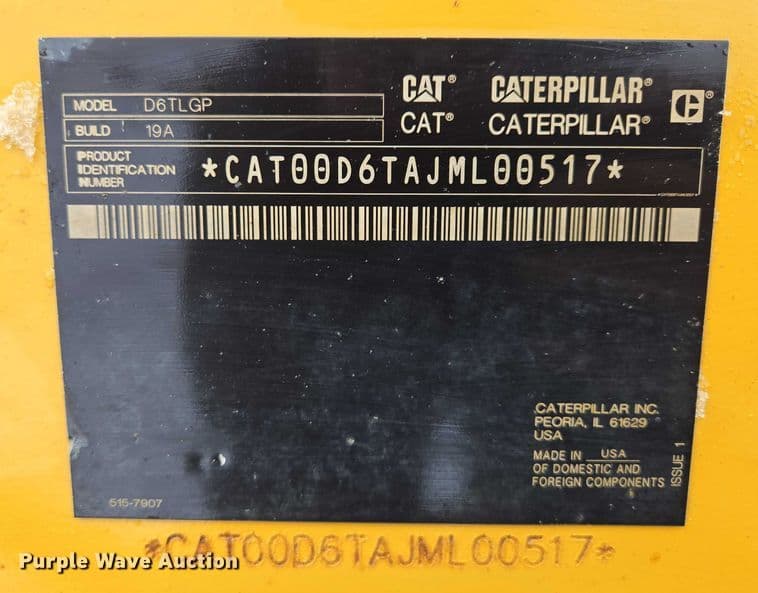 CAT® CATERPILLAR®
CAT® CATERPILLAR®
MODEL D6TLGP
BUILD 19A
PRODUCT
IDENTIFICATION
NUMBER
*CAT00D6TAJML00517*
CATERPILLAR INC.
PEORIA, IL 61629
USA
MADE IN USA
OF DOMESTIC AND
FOREIGN COMPONENTS
ISSUE 1
515-7907
*CAT00D6TAJML00517*
Purple Wave Auction